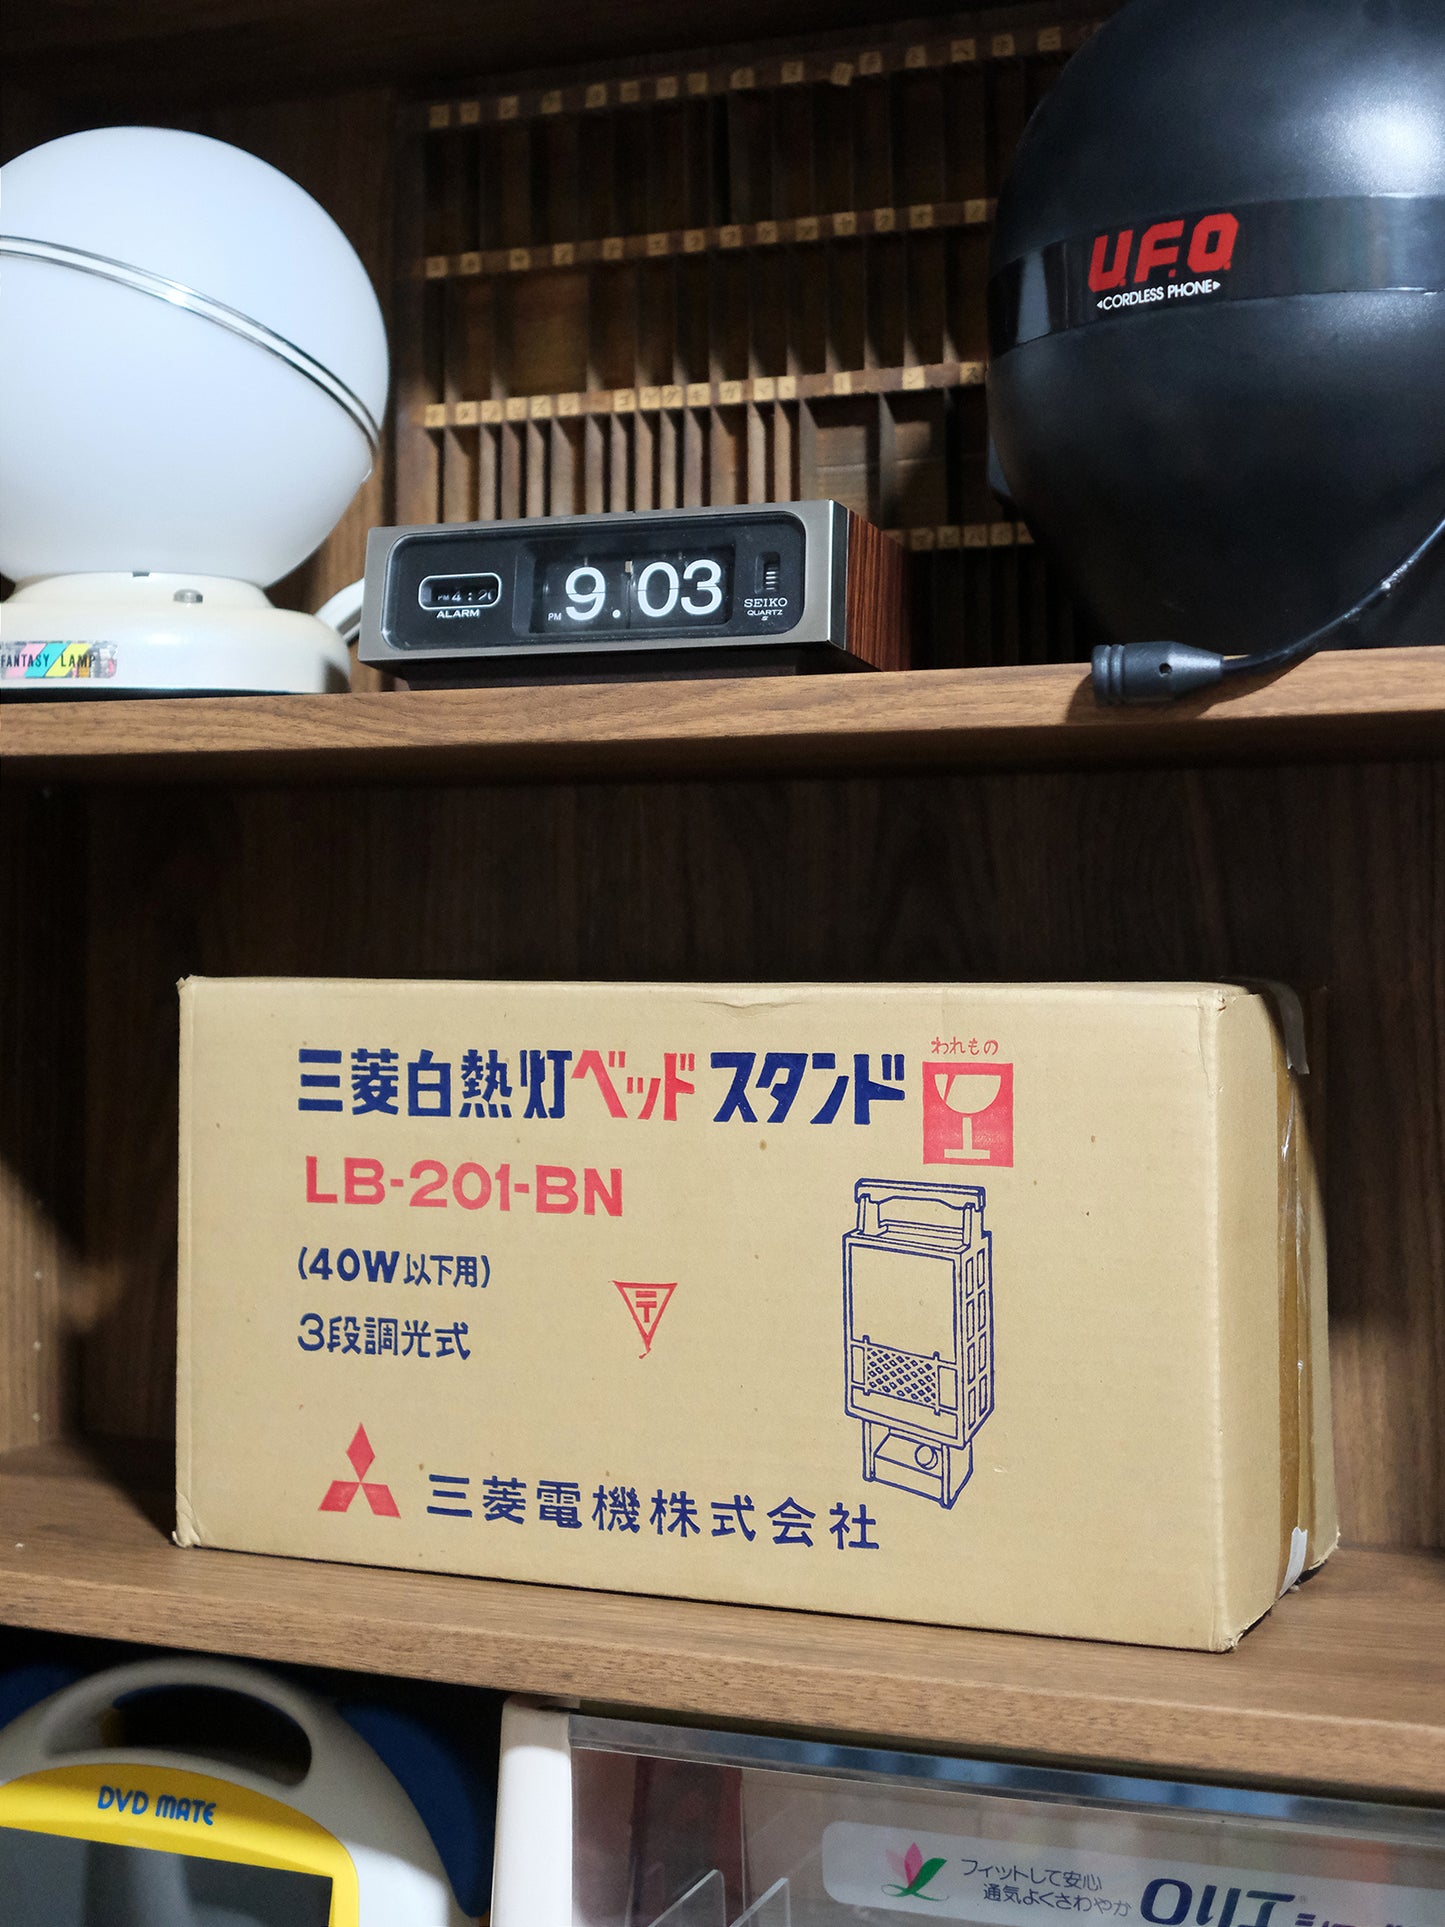 U.F.O.
CORDLESS PHONE
PM 4:20
ALARM
PM 9.03
SEIKO
QUARTZ
FANTASY LAMP
われもの
三菱白熱灯ベッドスタンド
LB-201-BN
(40W以下用)
3段調光式
三菱電機株式会社
DVD MATE
フィットして安心
通気よくさわやか